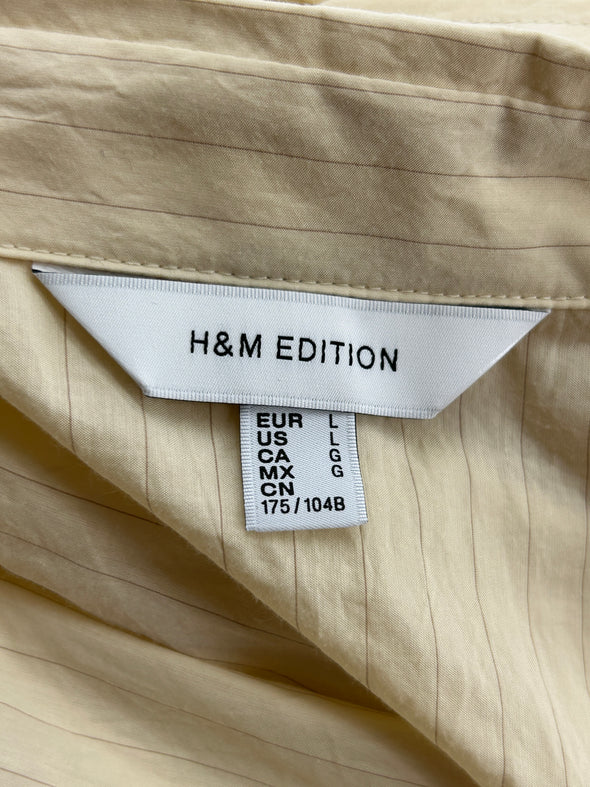 H&M EDITION
EUR L
US L
CA G
MX G
CN
175/104B